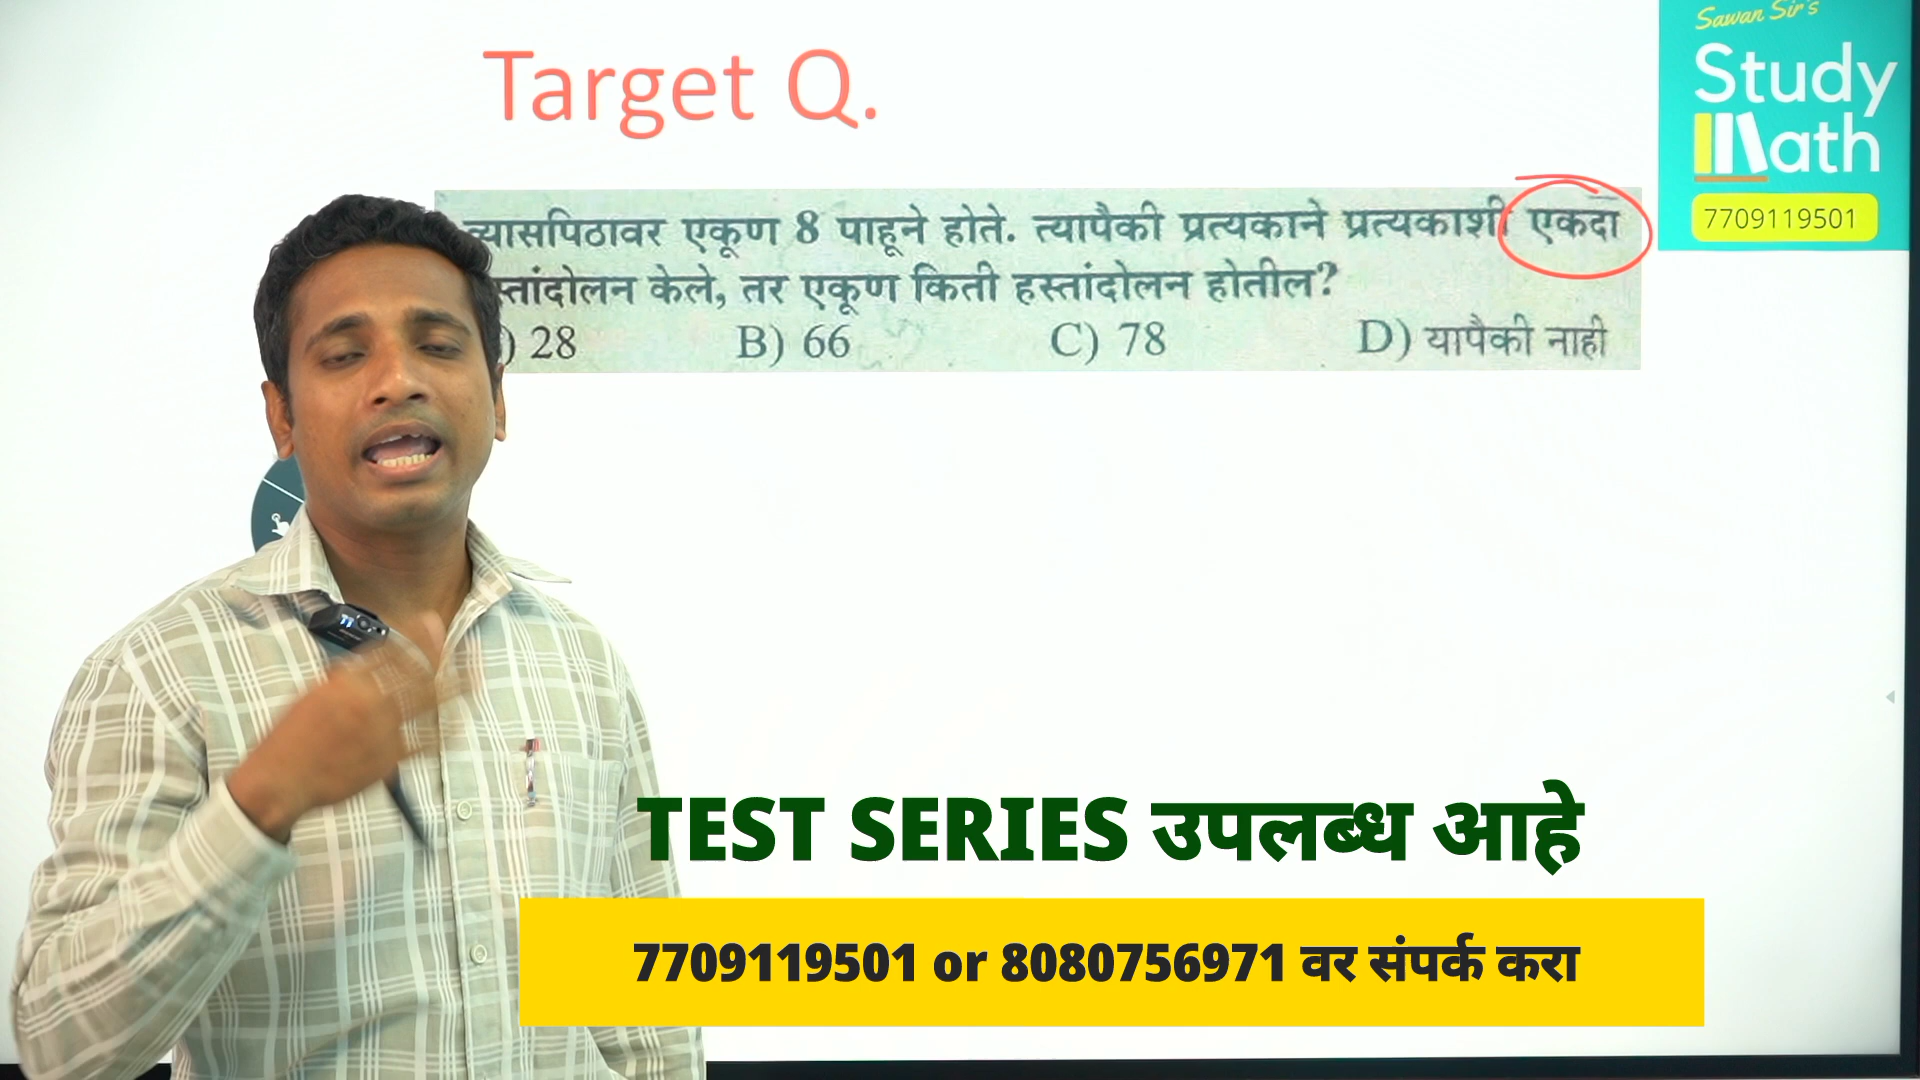 Target Q.
Sawan Sir's
Study
Math
7709119501
व्यासपिठावर एकूण 8 पाहूने होते. त्यापैकी प्रत्यकाने प्रत्यकाशी एकदा
स्तांदोलन केले, तर एकूण किती हस्तांदोलन होतील?
) 28 B) 66 C) 78 D) यापैकी नाही
TEST SERIES उपलब्ध आहे
7709119501 or 8080756971 वर संपर्क करा